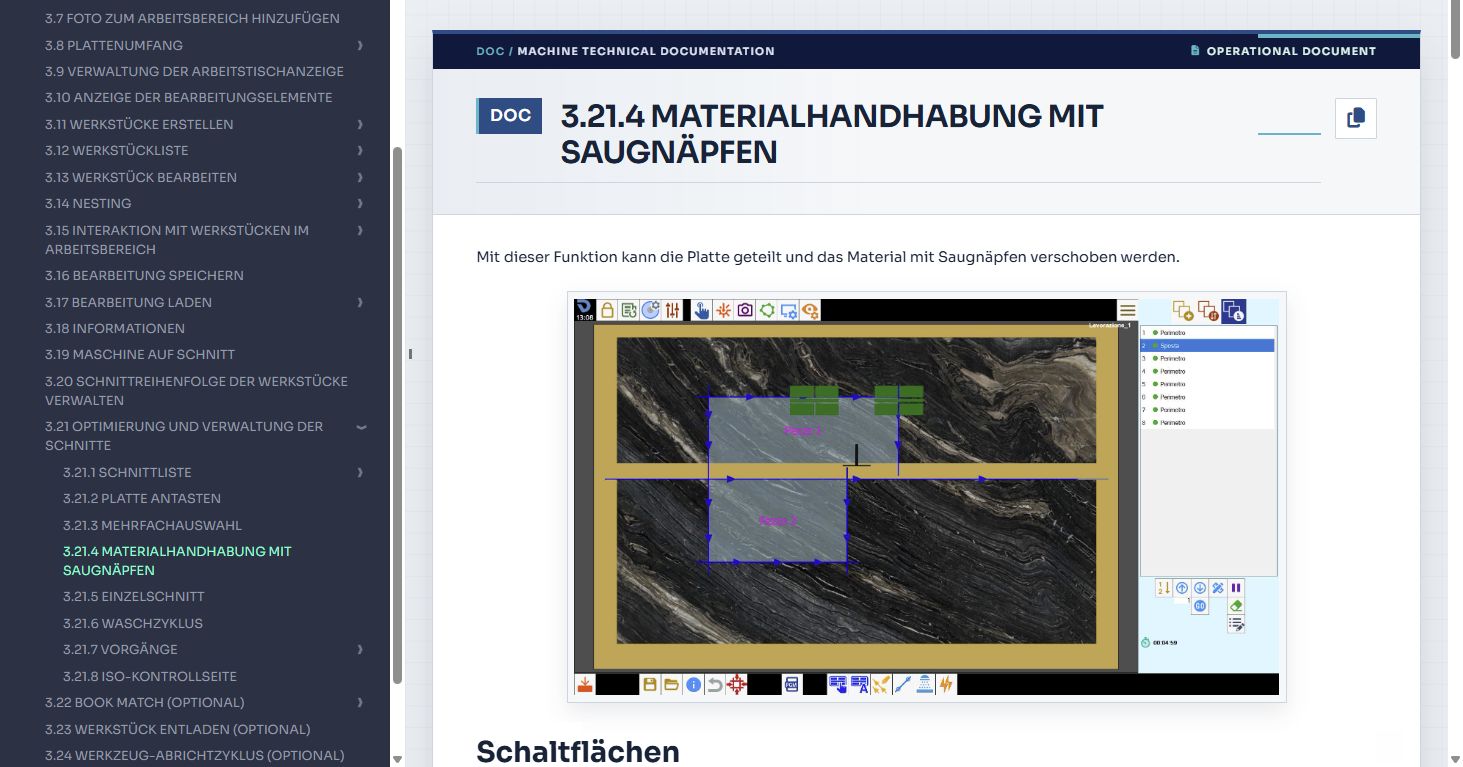 3.7 FOTO ZUM ARBEITSBEREICH HINZUFÜGEN
3.8 PLATTENUMFANG
3.9 VERWALTUNG DER ARBEITSTISCHANZEIGE
3.10 ANZEIGE DER BEARBEITUNGSELEMENTE
3.11 WERKSTÜCKE ERSTELLEN
3.12 WERKSTÜCKLISTE
3.13 WERKSTÜCK BEARBEITEN
3.14 NESTING
3.15 INTERAKTION MIT WERKSTÜCKEN IM
ARBEITSBEREICH
3.16 BEARBEITUNG SPEICHERN
3.17 BEARBEITUNG LADEN
3.18 INFORMATIONEN
3.19 MASCHINE AUF SCHNITT
3.20 SCHNITTREIHENFOLGE DER WERKSTÜCKE
VERWALTEN
3.21 OPTIMIERUNG UND VERWALTUNG DER
SCHNITTE
3.21.1 SCHNITTLISTE
3.21.2 PLATTE ANTASTEN
3.21.3 MEHRFACHAUSWAHL
3.21.4 MATERIALHANDHABUNG MIT
SAUGNÄPFEN
3.21.5 EINZELSCHNITT
3.21.6 WASCHZYKLUS
3.21.7 VORGÄNGE
3.21.8 ISO-KONTROLLSEITE
3.22 BOOK MATCH (OPTIONAL)
3.23 WERKSTÜCK ENTLADEN (OPTIONAL)
3.24 WERKZEUG-ABRICHTZYKLUS (OPTIONAL)
DOC / MACHINE TECHNICAL DOCUMENTATION
OPERATIONAL DOCUMENT
DOC
3.21.4 MATERIALHANDHABUNG MIT
SAUGNÄPFEN
Mit dieser Funktion kann die Platte geteilt und das Material mit Saugnäpfen verschoben werden.
13:08
Lavorazione_1
1 Perimetro
2 Sposta
3 Perimetro
4 Perimetro
5 Perimetro
6 Perimetro
7 Perimetro
8 Perimetro
GO
00:04:59
PGM
Schaltflächen